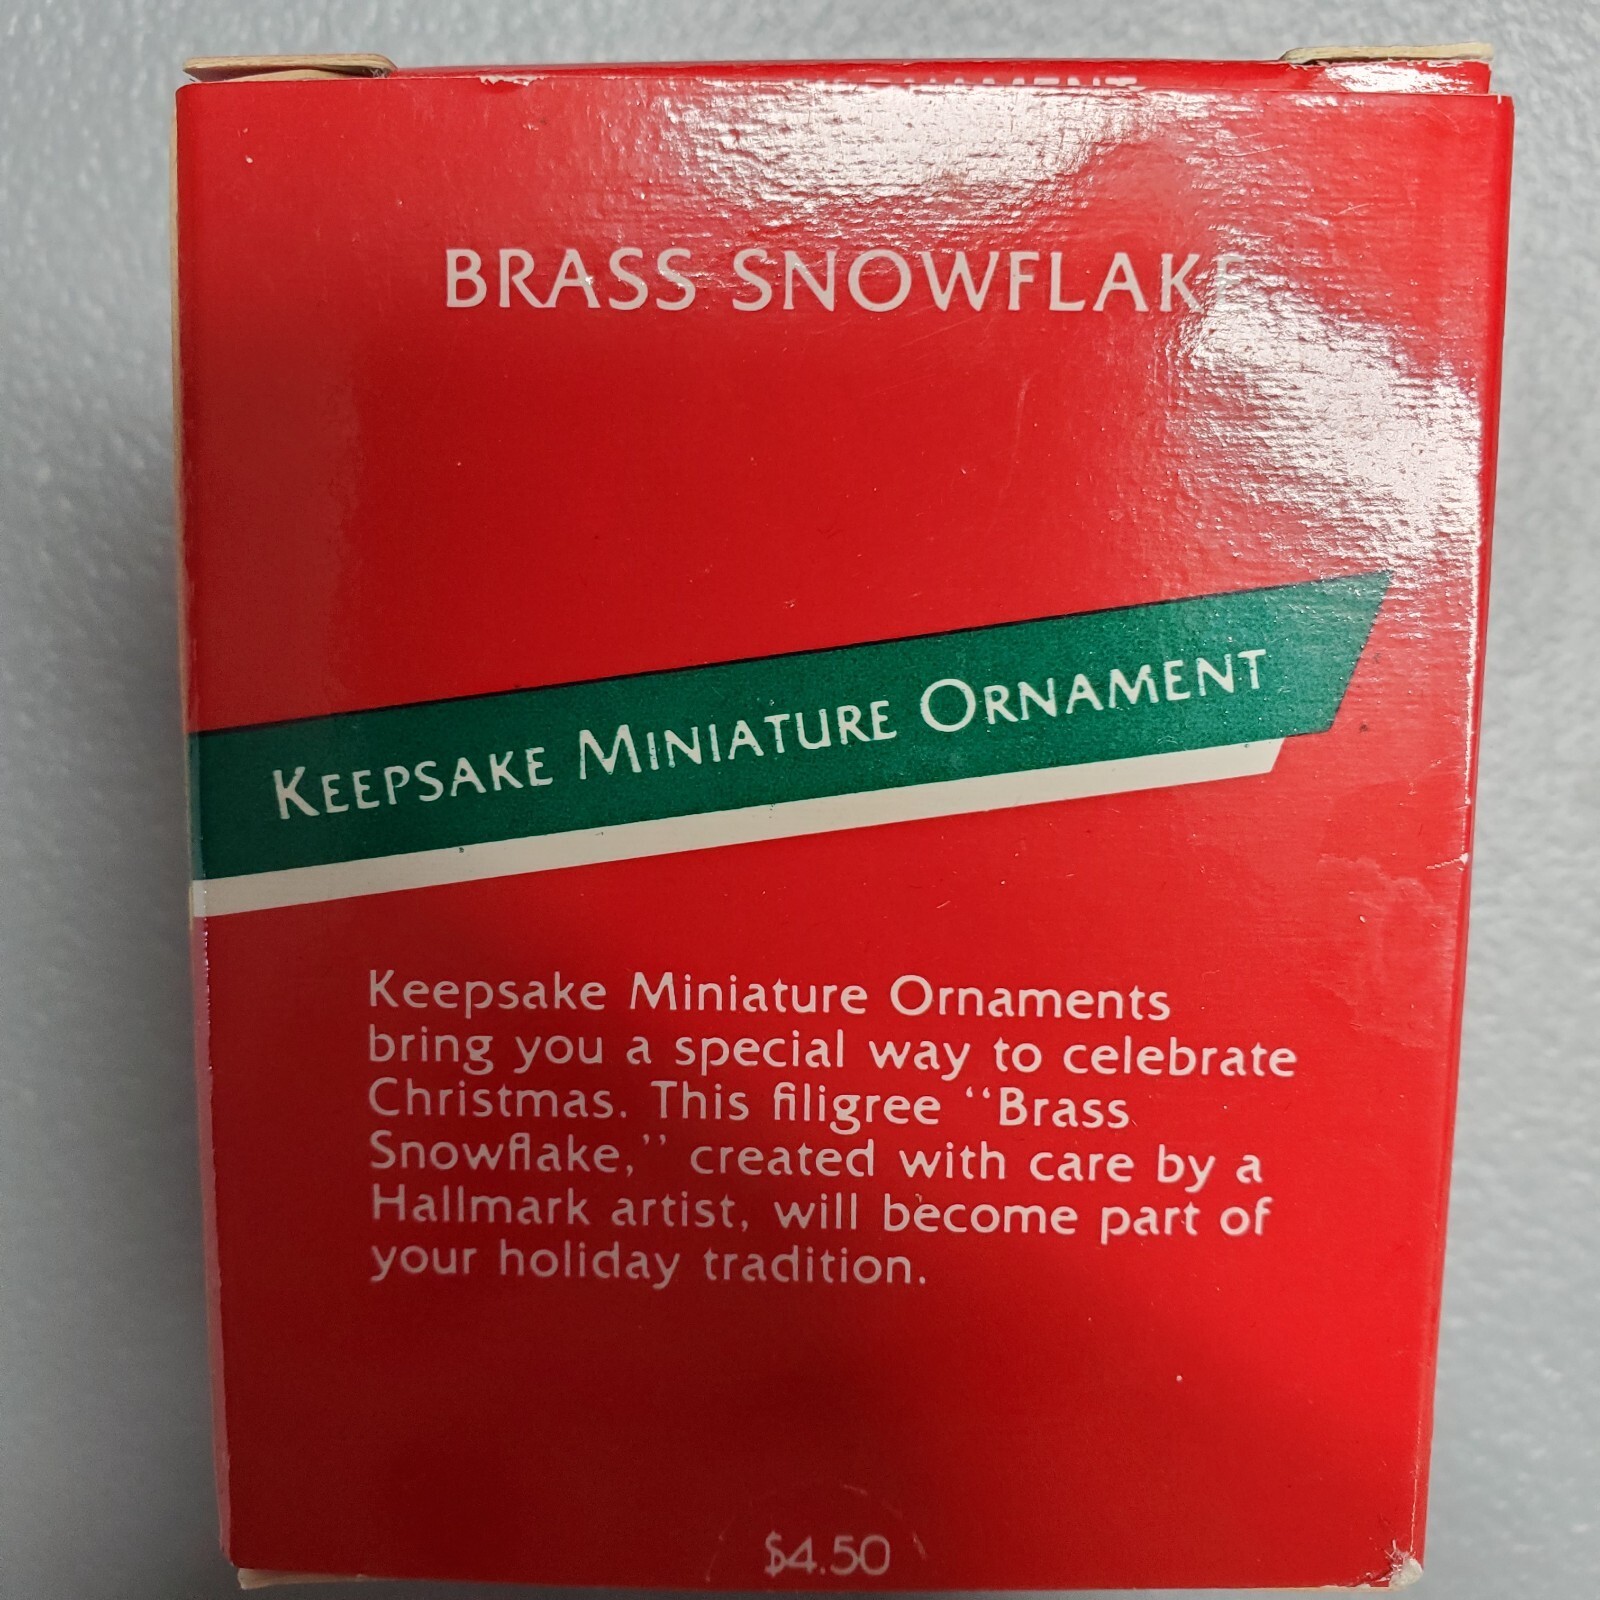 ORNAMENT
BRASS SNOWFLAKE
KEEPSAKE MINIATURE ORNAMENT
Keepsake Miniature Ornaments
bring you a special way to celebrate
Christmas. This filigree “Brass
Snowflake,” created with care by a
Hallmark artist, will become part of
your holiday tradition.
$4.50